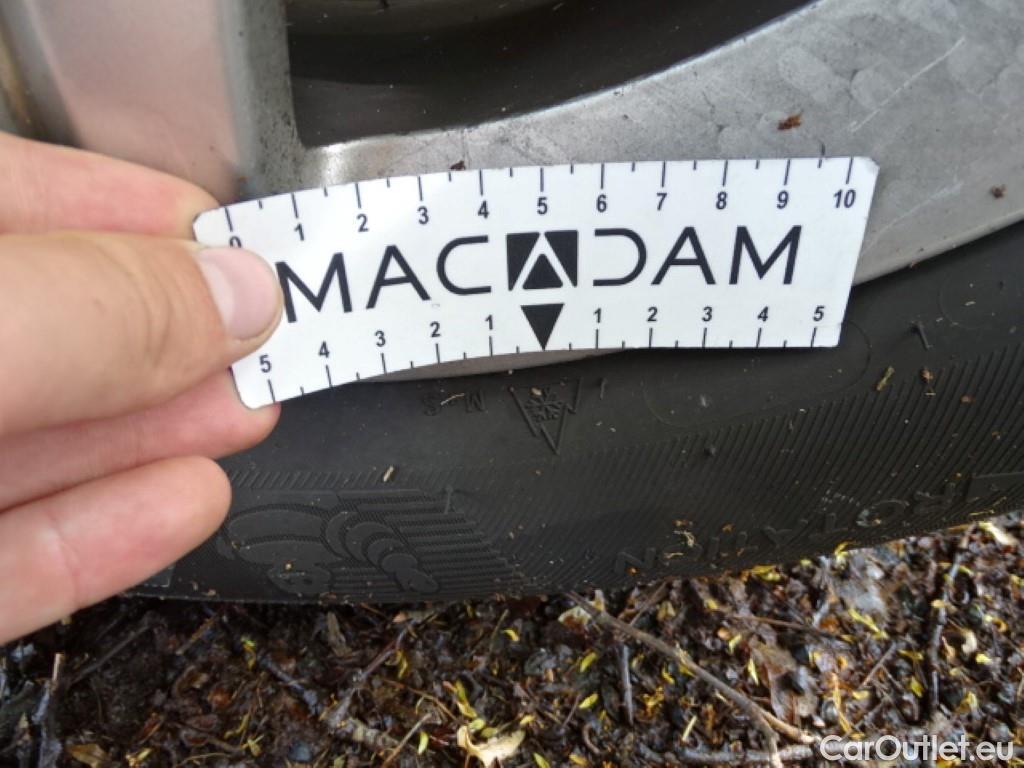 0 1 2 3 4 5 6 7 8 9 10
MACADAM
5 4 3 2 1 1 2 3 4 5
M-S
ROTATION
CarOutlet.eu